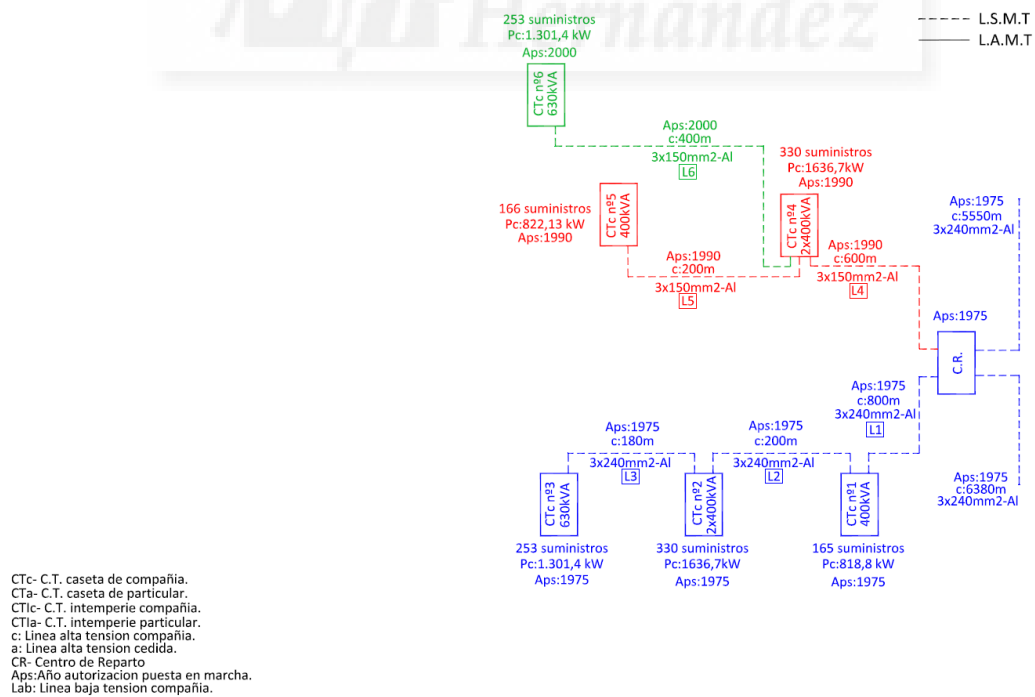 Hernández
253 suministros
Pc:1.301,4 kW
Aps:2000
CTc nº6
630kVA
L.S.M.T
L.A.M.T
Aps:2000
c:400m
3x150mm2-Al
L6
330 suministros
Pc:1636,7kW
Aps:1990
CTc nº4
2x400kVA
166 suministros
Pc:822,13 kW
Aps:1990
CTc nº5
400kVA
Aps:1990
c:200m
3x150mm2-Al
L5
Aps:1990
c:600m
3x150mm2-Al
L4
Aps:1975
c:5550m
3x240mm2-Al
Aps:1975
C.R.
Aps:1975
c:800m
3x240mm2-Al
L1
Aps:1975
c:180m
3x240mm2-Al
L3
Aps:1975
c:200m
3x240mm2-Al
L2
Aps:1975
c:6380m
3x240mm2-Al
CTc nº3
630kVA
CTc nº2
2x400kVA
CTc nº1
400kVA
253 suministros
Pc:1.301,4 kW
Aps:1975
330 suministros
Pc:1636,7kW
Aps:1975
165 suministros
Pc:818,8 kW
Aps:1975
CTc- C.T. caseta de compañia.
CTa- C.T. caseta de particular.
CTIc- C.T. intemperie compañia.
CTIa- C.T. intemperie particular.
c: Linea alta tension compañia.
a: Linea alta tension cedida.
CR- Centro de Reparto
Aps:Año autorizacion puesta en marcha.
Lab: Linea baja tension compañia.